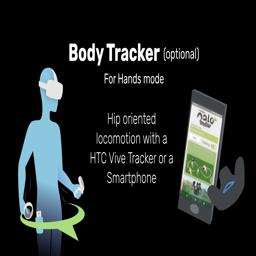 Body Tracker (optional)
For Hands mode
Hip oriented
locomotion with a
HTC Vive Tracker or a
Smartphone